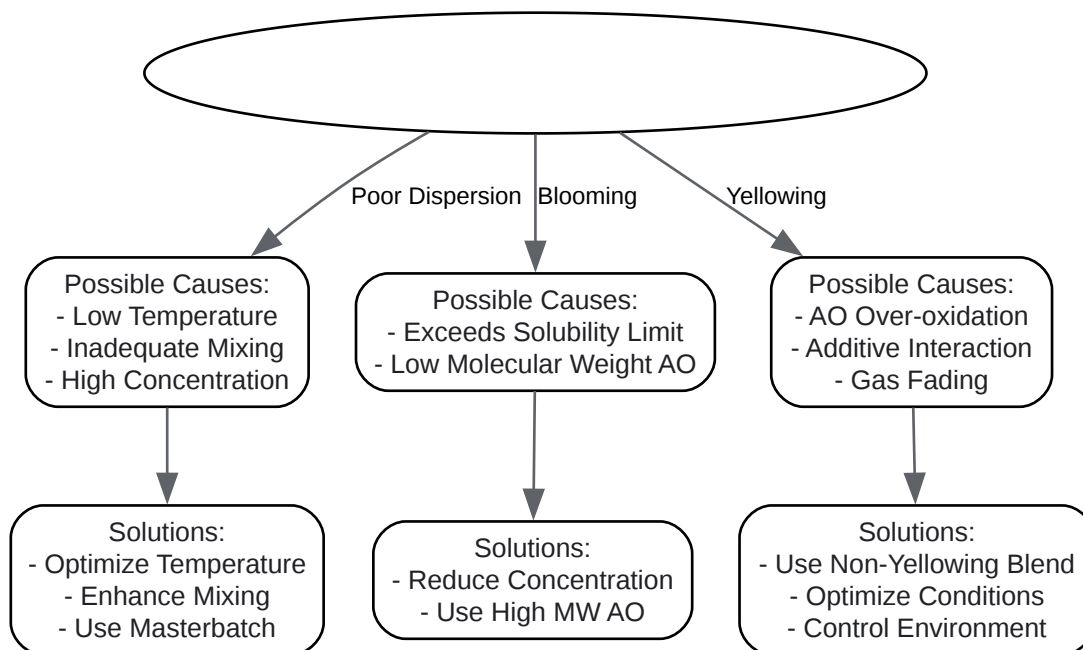 Poor Dispersion
Blooming
Yellowing
Possible Causes:
- Low Temperature
- Inadequate Mixing
- High Concentration
Possible Causes:
- Exceeds Solubility Limit
- Low Molecular Weight AO
Possible Causes:
- AO Over-oxidation
- Additive Interaction
- Gas Fading
Solutions:
- Optimize Temperature
- Enhance Mixing
- Use Masterbatch
Solutions:
- Reduce Concentration
- Use High MW AO
Solutions:
- Use Non-Yellowing Blend
- Optimize Conditions
- Control Environment